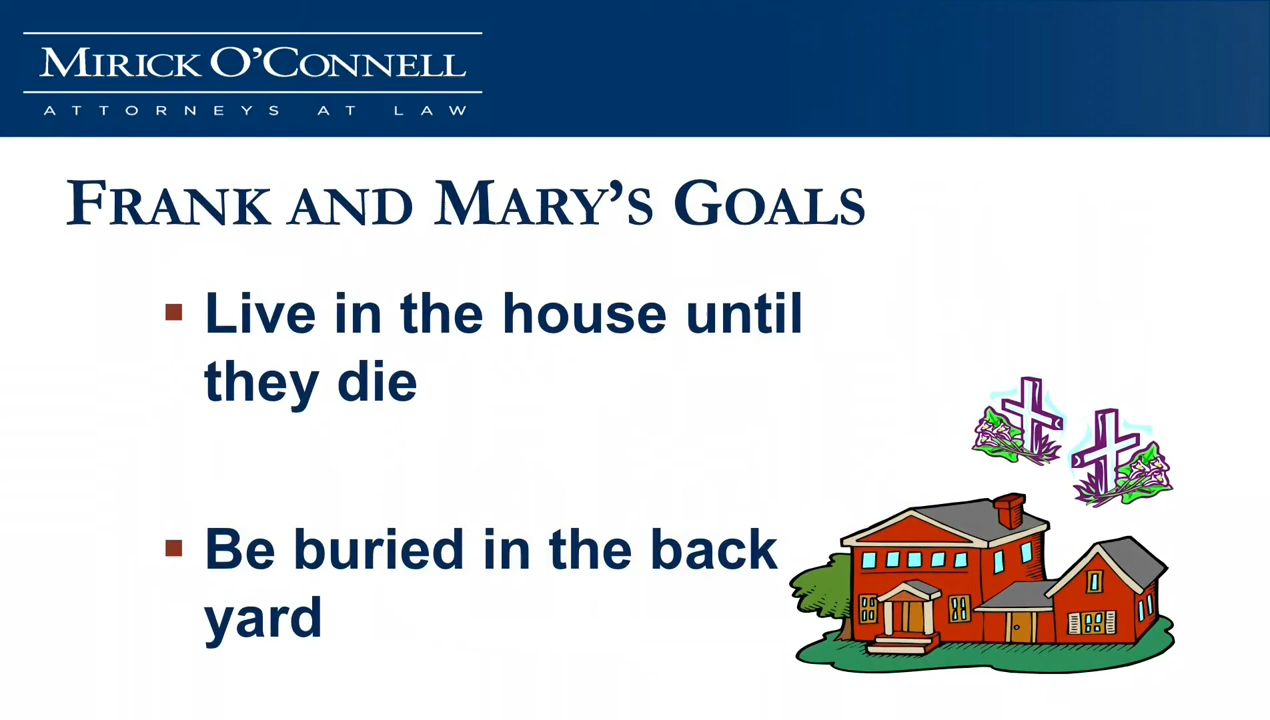 MIRICK O'CONNELL
ATTORNEYS AT LAW
FRANK AND MARY'S GOALS
▪ Live in the house until
they die
▪ Be buried in the back
yard